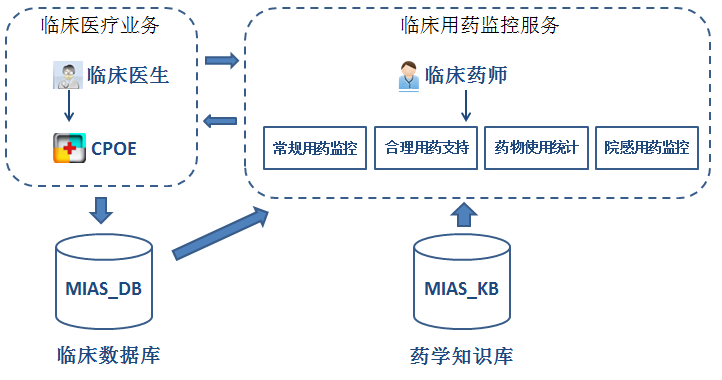 临床医疗业务
临床医生
CPOE
临床用药监控服务
临床药师
常规用药监控
合理用药支持
药物使用统计
院感用药监控
MIAS_DB
临床数据库
MIAS_KB
药学知识库